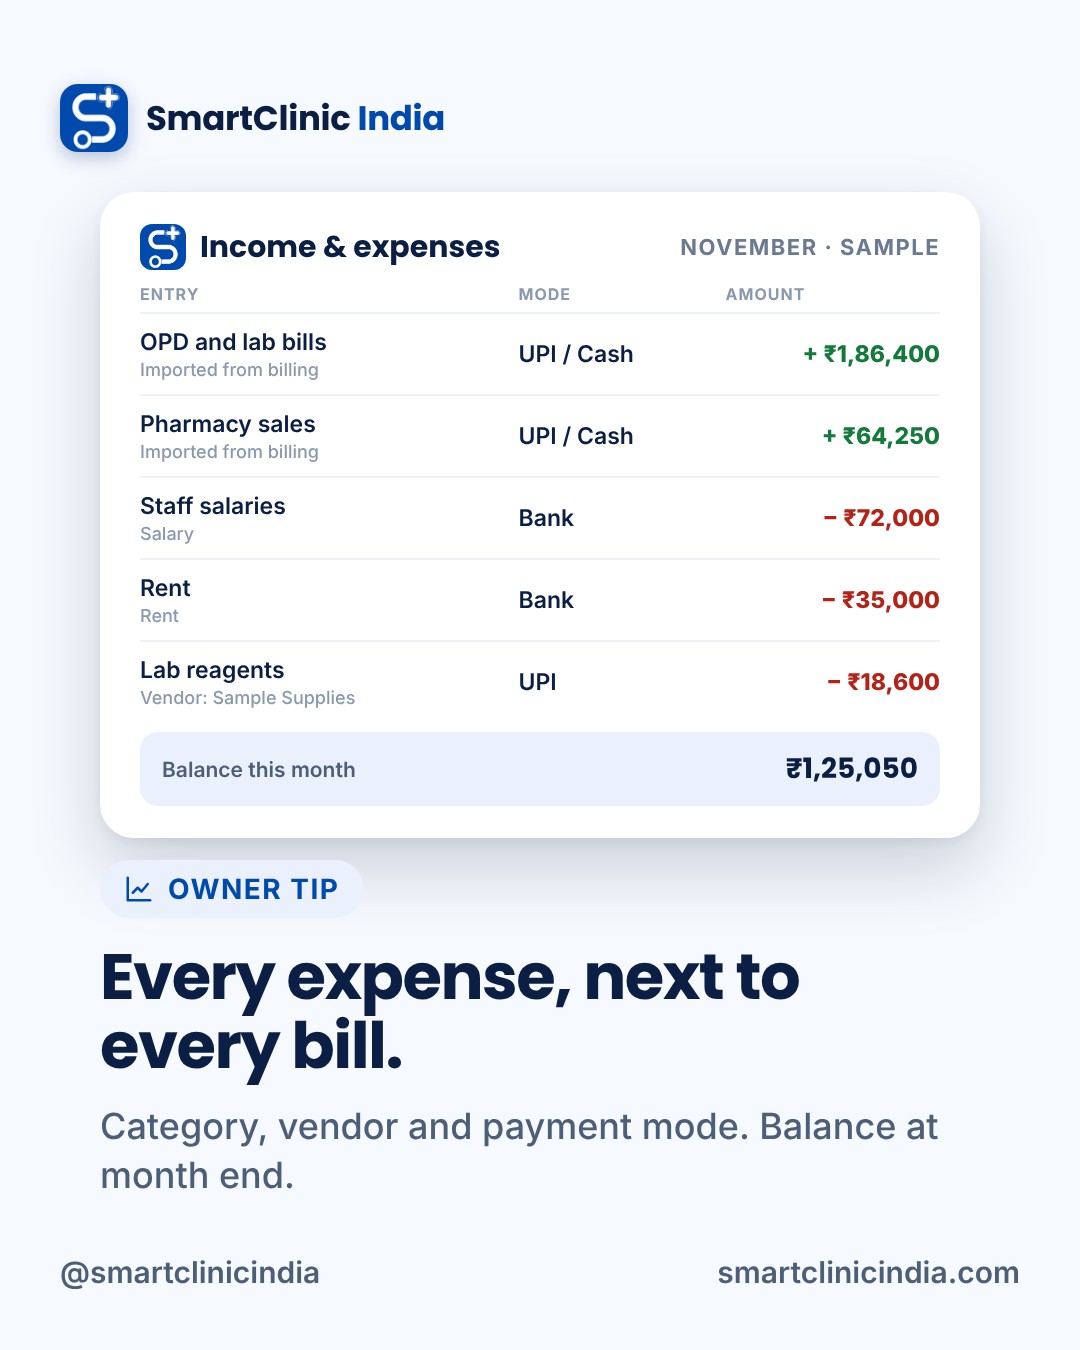 SmartClinic India
Income & expenses
NOVEMBER · SAMPLE
ENTRY MODE AMOUNT
OPD and lab bills
Imported from billing
UPI / Cash
+ ₹1,86,400
Pharmacy sales
Imported from billing
UPI / Cash
+ ₹64,250
Staff salaries
Salary
Bank
− ₹72,000
Rent
Rent
Bank
− ₹35,000
Lab reagents
Vendor: Sample Supplies
UPI
− ₹18,600
Balance this month ₹1,25,050
OWNER TIP
Every expense, next to
every bill.
Category, vendor and payment mode. Balance at
month end.
@smartclinicindia
smartclinicindia.com